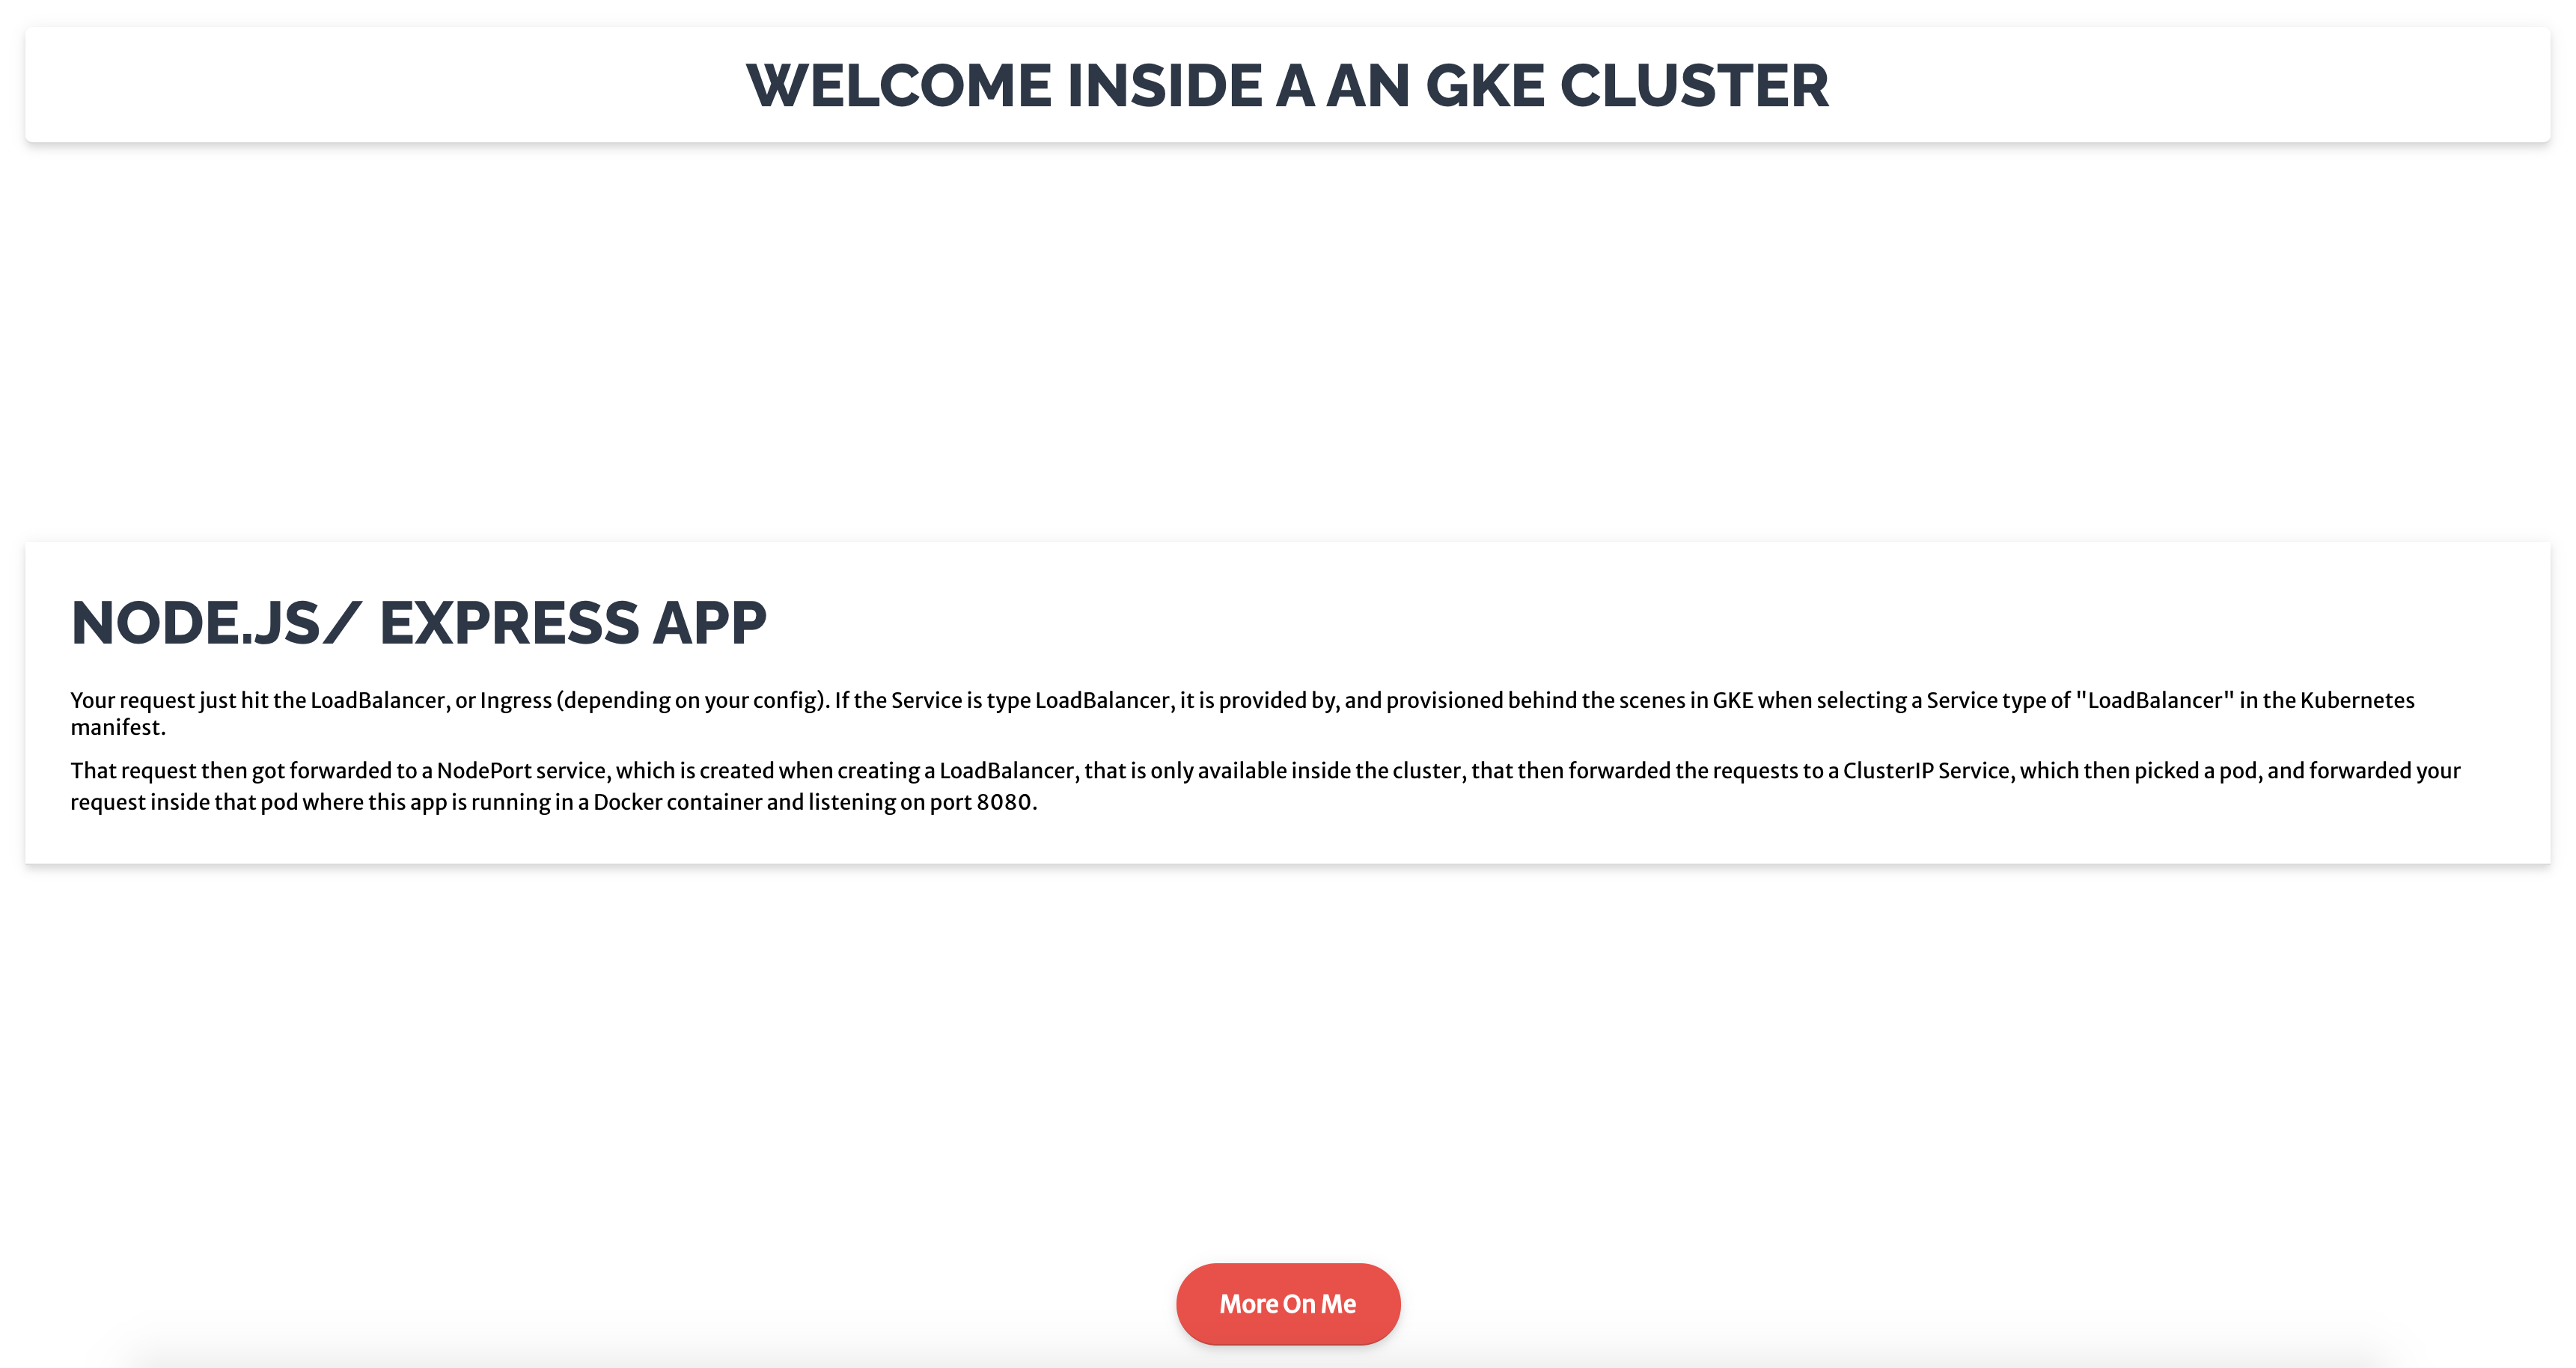 WELCOME INSIDE A AN GKE CLUSTER
NODE.JS/ EXPRESS APP
Your request just hit the LoadBalancer, or Ingress (depending on your config). If the Service is type LoadBalancer, it is provided by, and provisioned behind the scenes in GKE when selecting a Service type of "LoadBalancer" in the Kubernetes
manifest.
That request then got forwarded to a NodePort service, which is created when creating a LoadBalancer, that is only available inside the cluster, that then forwarded the requests to a ClusterIP Service, which then picked a pod, and forwarded your
request inside that pod where this app is running in a Docker container and listening on port 8080.
More On Me